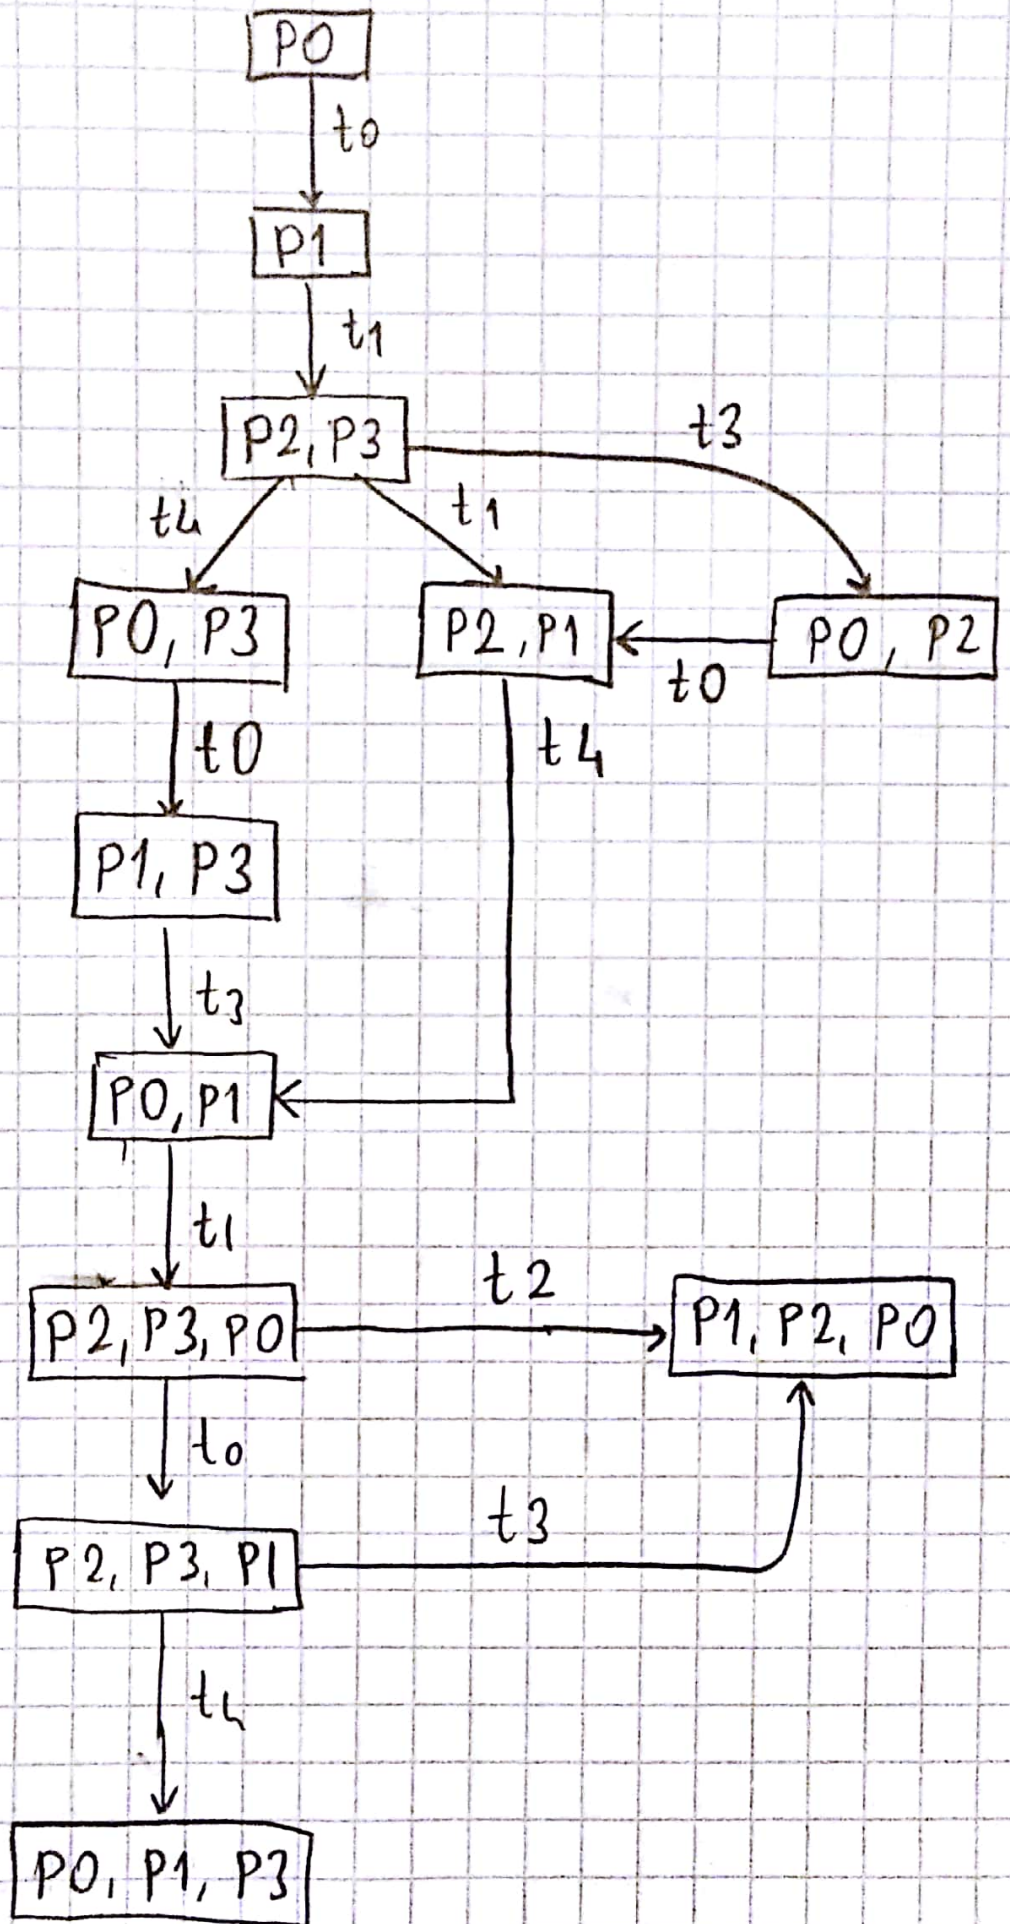 P0
t0
P1
t1
P2, P3
t3
t4
t1
P0, P3
P2, P1
P0, P2
t0
t0
t4
P1, P3
t3
P0, P1
t1
P2, P3, P0
t2
P1, P2, P0
t0
t3
P2, P3, P1
t4
P0, P1, P3